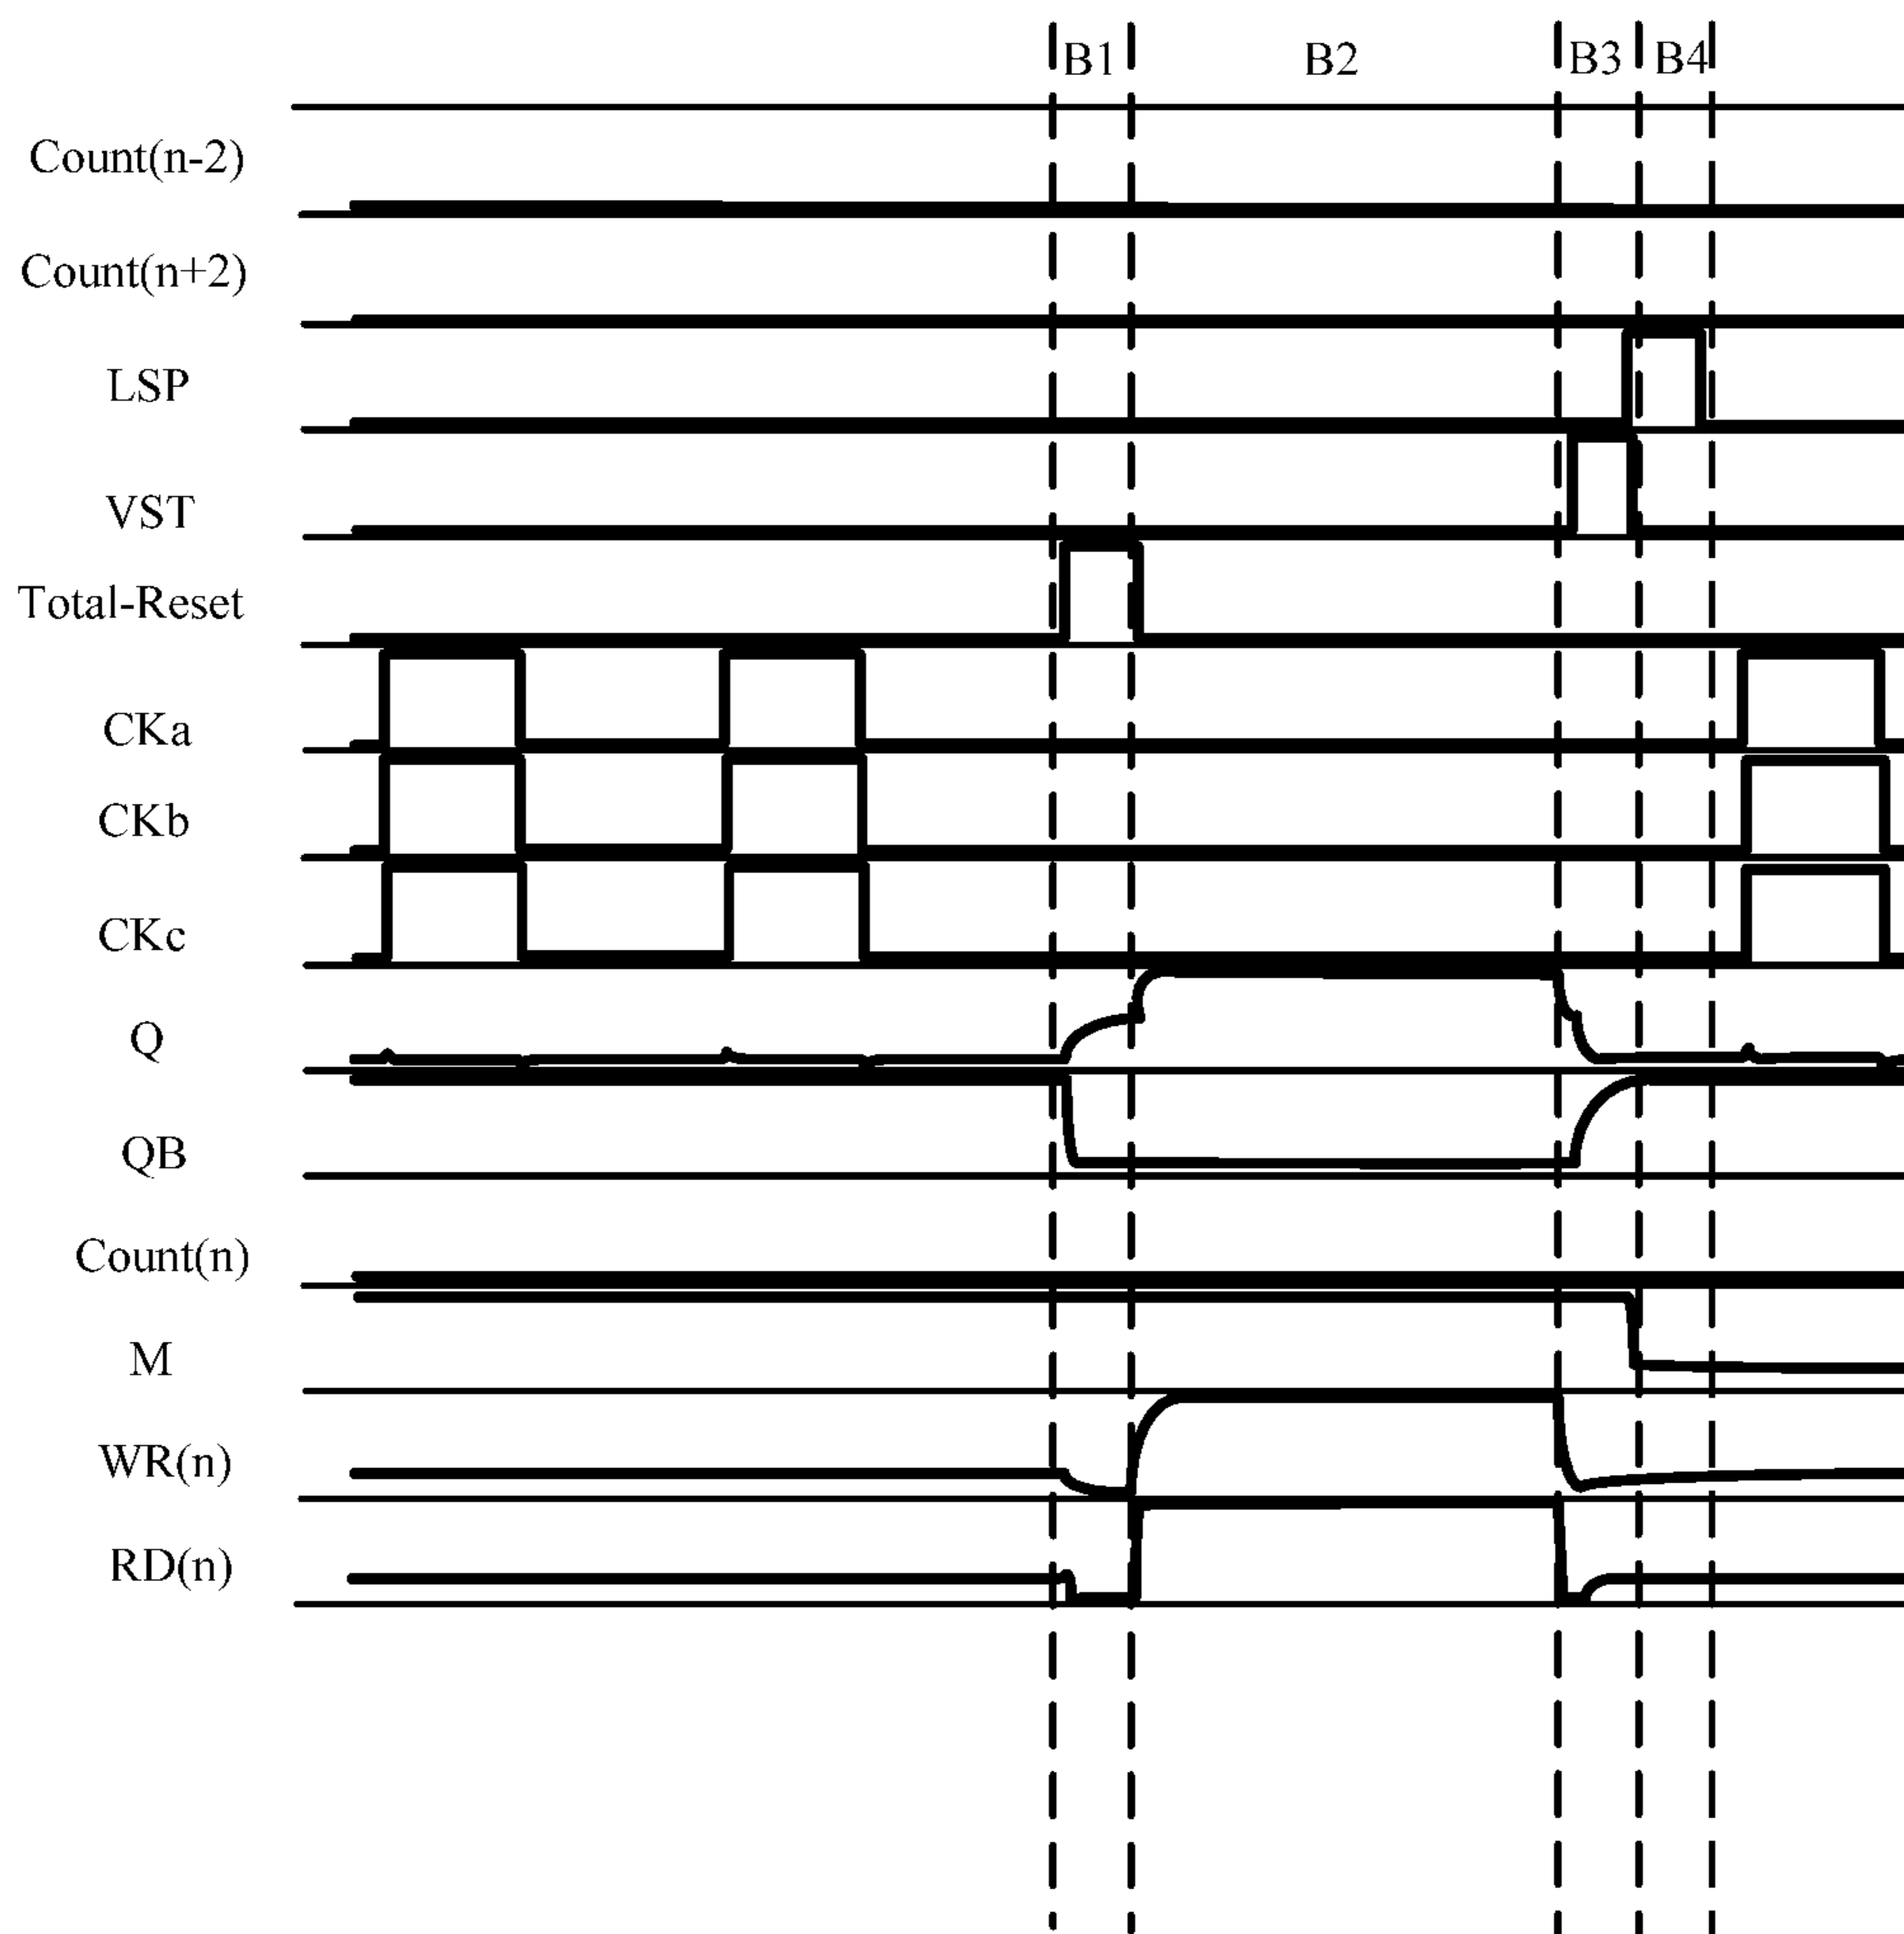 B1 B2 B3 B4
Count(n-2)
Count(n+2)
LSP
VST
Total-Reset
CKa
CKb
CKc
Q
QB
Count(n)
M
WR(n)
RD(n)